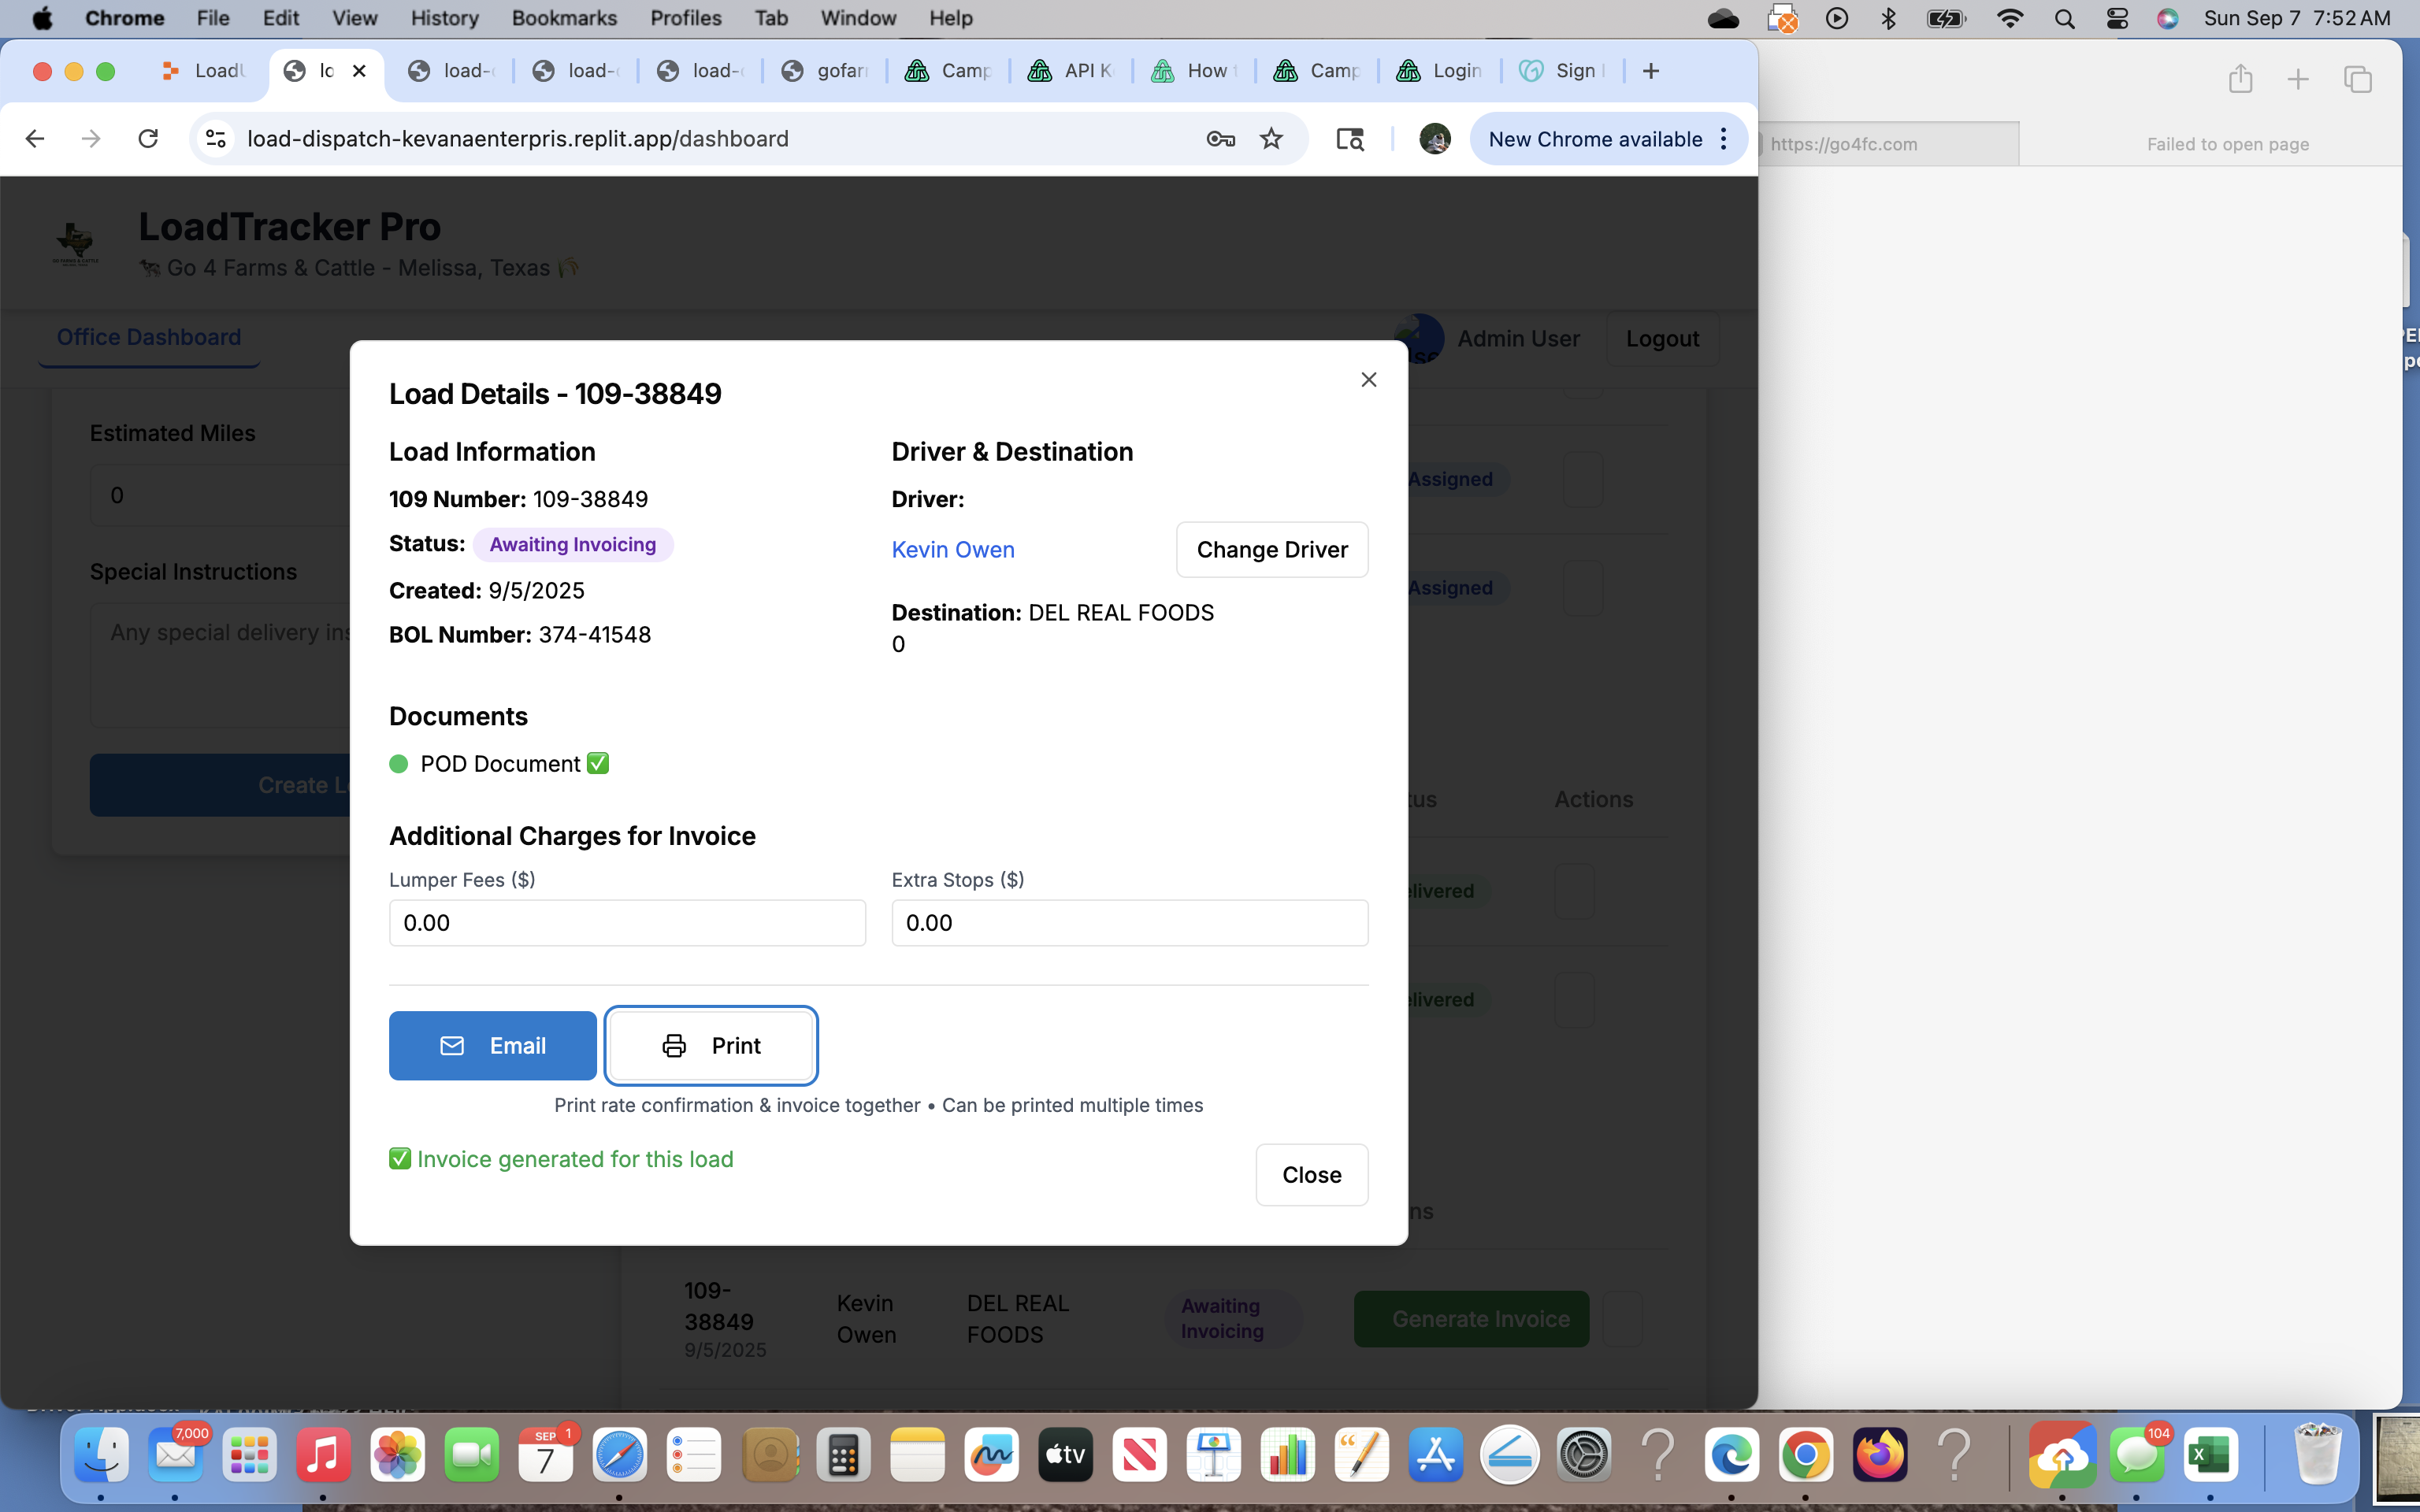 Chrome File Edit View History Bookmarks Profiles Tab Window Help Sun Sep 7 7:52 AM
LoadU lo load- load- load- gofar Camp API K How Camp Login Sign
load-dispatch-kevanaenterpris.replit.app/dashboard New Chrome available
https://go4fc.com Failed to open page
LoadTracker Pro
🐄 Go 4 Farms & Cattle - Melissa, Texas 🌾
Office Dashboard Admin User Logout
Load Details - 109-38849
Estimated Miles
0
Special Instructions
Any special delivery ins
Create Lo
Load Information
109 Number: 109-38849
Status: Awaiting Invoicing
Created: 9/5/2025
BOL Number: 374-41548
Driver & Destination
Driver:
Kevin Owen Change Driver
Destination: DEL REAL FOODS
0
Assigned
Assigned
Documents
POD Document ✅
Additional Charges for Invoice
Lumper Fees ($) Extra Stops ($)
0.00 0.00
tus Actions
elivered
elivered
Email Print
Print rate confirmation & invoice together • Can be printed multiple times
✅ Invoice generated for this load
Close
ns
109-
38849
9/5/2025
Kevin
Owen
DEL REAL
FOODS
Awaiting
Invoicing
Generate Invoice
7,000
SEP 1
7
tv
104